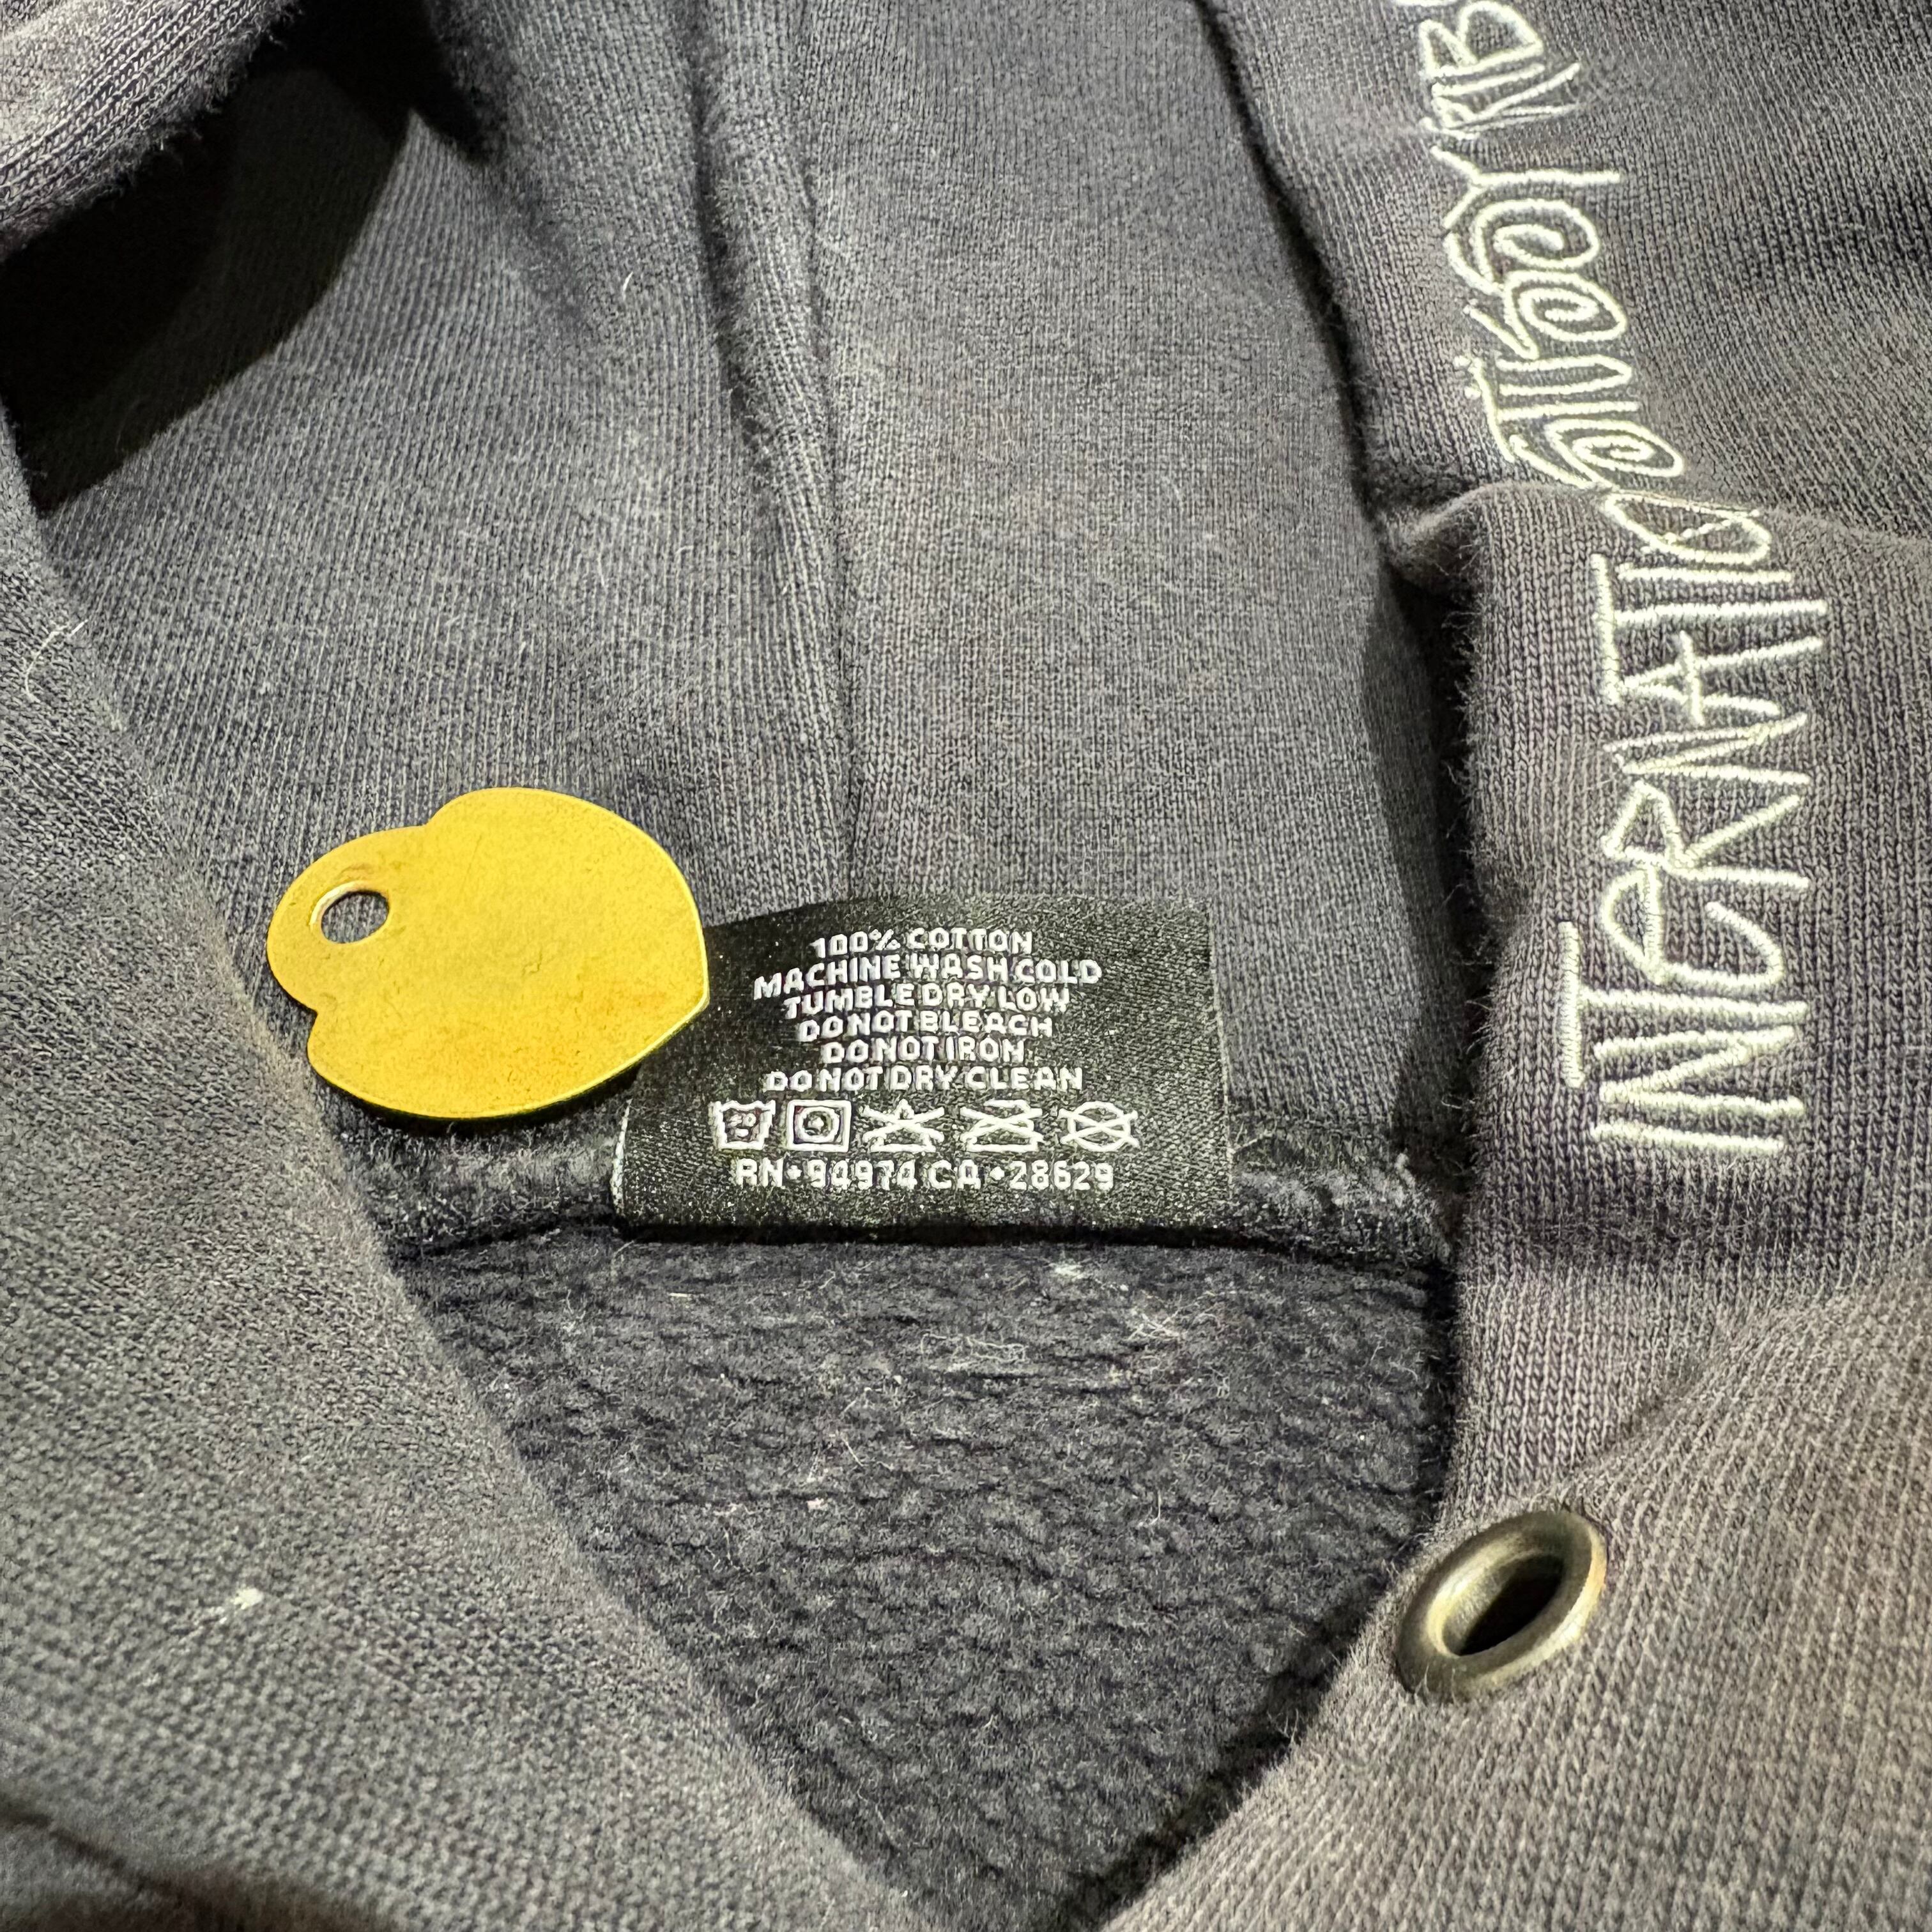 100% COTTON
MACHINE WASH COLD
TUMBLE DRY LOW
DO NOT BLEACH
DO NOT IRON
DO NOT DRY CLEAN
RN•94974 CA•28629
INTERNATIO